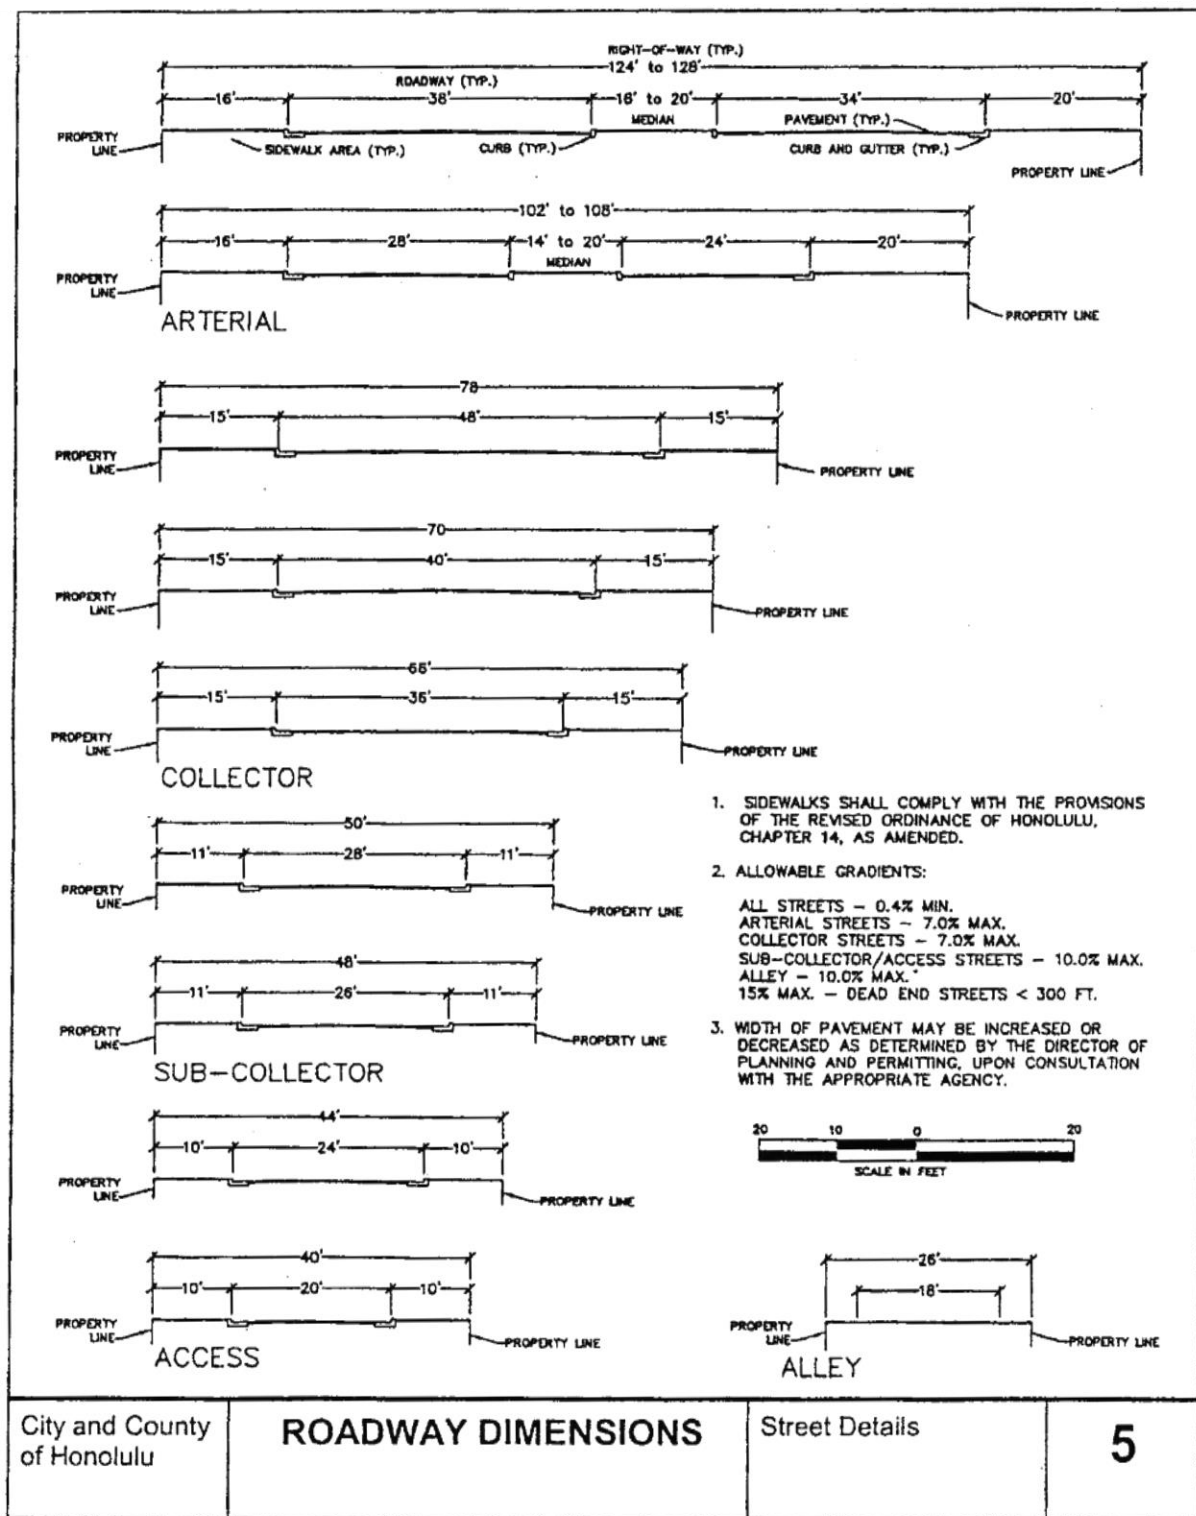 RIGHT-OF-WAY (TYP.)
124' to 128'
ROADWAY (TYP.)
16' 38' 16' to 20' 34' 20'
MEDIAN PAVEMENT (TYP.)
PROPERTY LINE
SIDEWALK AREA (TYP.) CURB (TYP.) CURB AND GUTTER (TYP.)
PROPERTY LINE
102' to 108'
16' 28' 14' to 20' 24' 20'
MEDIAN
PROPERTY LINE
PROPERTY LINE
ARTERIAL
78
15' 48' 15'
PROPERTY LINE
PROPERTY LINE
70
15' 40' 15'
PROPERTY LINE
PROPERTY LINE
66'
15' 36' 15'
PROPERTY LINE
PROPERTY LINE
COLLECTOR
50'
11' 28' 11'
PROPERTY LINE
PROPERTY LINE
48'
11' 26' 11'
PROPERTY LINE
PROPERTY LINE
SUB-COLLECTOR
44'
10' 24' 10'
PROPERTY LINE
PROPERTY LINE
40'
10' 20' 10'
PROPERTY LINE
PROPERTY LINE
ACCESS
1. SIDEWALKS SHALL COMPLY WITH THE PROVISIONS
OF THE REVISED ORDINANCE OF HONOLULU,
CHAPTER 14, AS AMENDED.
2. ALLOWABLE GRADIENTS:
ALL STREETS - 0.4% MIN.
ARTERIAL STREETS - 7.0% MAX.
COLLECTOR STREETS - 7.0% MAX.
SUB-COLLECTOR/ACCESS STREETS - 10.0% MAX.
ALLEY - 10.0% MAX.
15% MAX. - DEAD END STREETS < 300 FT.
3. WIDTH OF PAVEMENT MAY BE INCREASED OR
DECREASED AS DETERMINED BY THE DIRECTOR OF
PLANNING AND PERMITTING, UPON CONSULTATION
WITH THE APPROPRIATE AGENCY.
20 10 0 20
SCALE IN FEET
26'
18'
PROPERTY LINE
PROPERTY LINE
ALLEY
City and County
of Honolulu
ROADWAY DIMENSIONS
Street Details
5